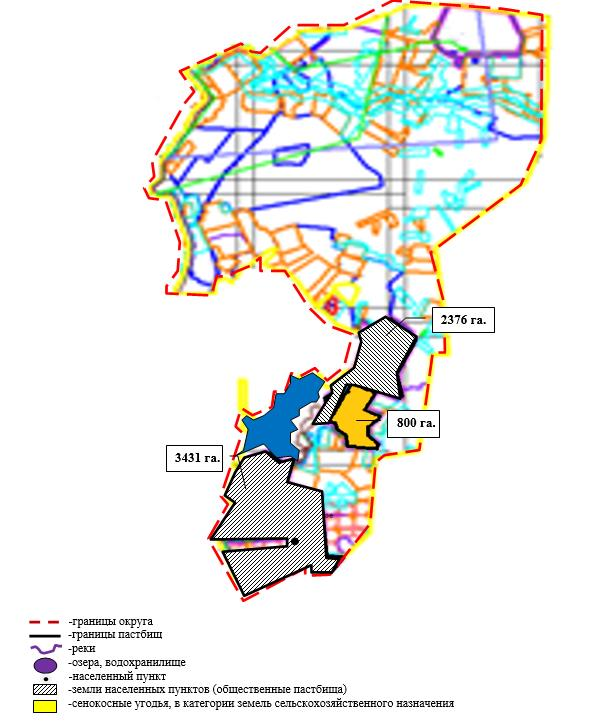 2376 га.
800 га.
3431 га.
-границы округа
-границы пастбищ
-реки
-озера, водохранилище
-населенный пункт
-земли населенных пунктов (общественные пастбища)
-сенокосные угодья, в категории земель сельскохозяйственного назначения